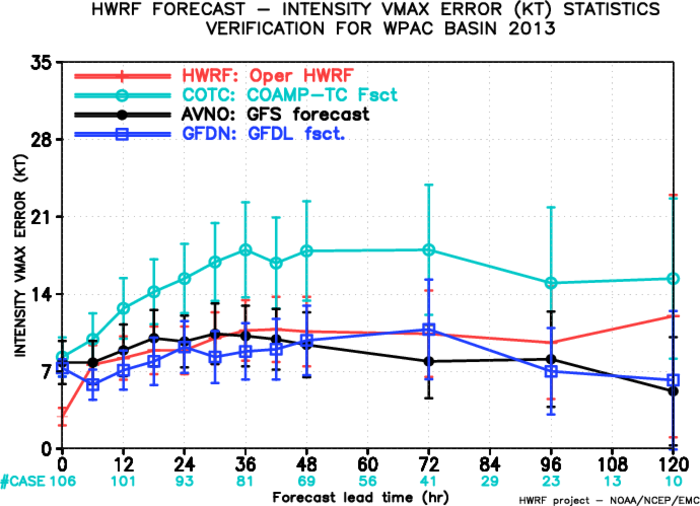 HWRF FORECAST – INTENSITY VMAX ERROR (KT) STATISTICS
VERIFICATION FOR WPAC BASIN 2013
HWRF: Oper HWRF
COTC: COAMP–TC Fsct
AVNO: GFS forecast
GFDN: GFDL fsct.
INTENSITY VMAX ERROR (KT)
35
28
21
14
7
0
0 12 24 36 48 60 72 84 96 108 120
#CASE 106 101 93 81 69 56 41 29 23 13 10
Forecast lead time (hr)
HWRF project – NOAA/NCEP/EMC